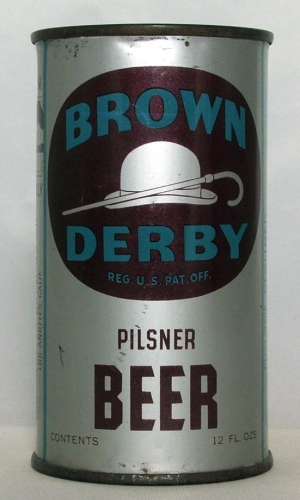 BROWN
DERBY
REG. U.S. PAT. OFF.
PILSNER
BEER
CONTENTS 12 FL. OZS